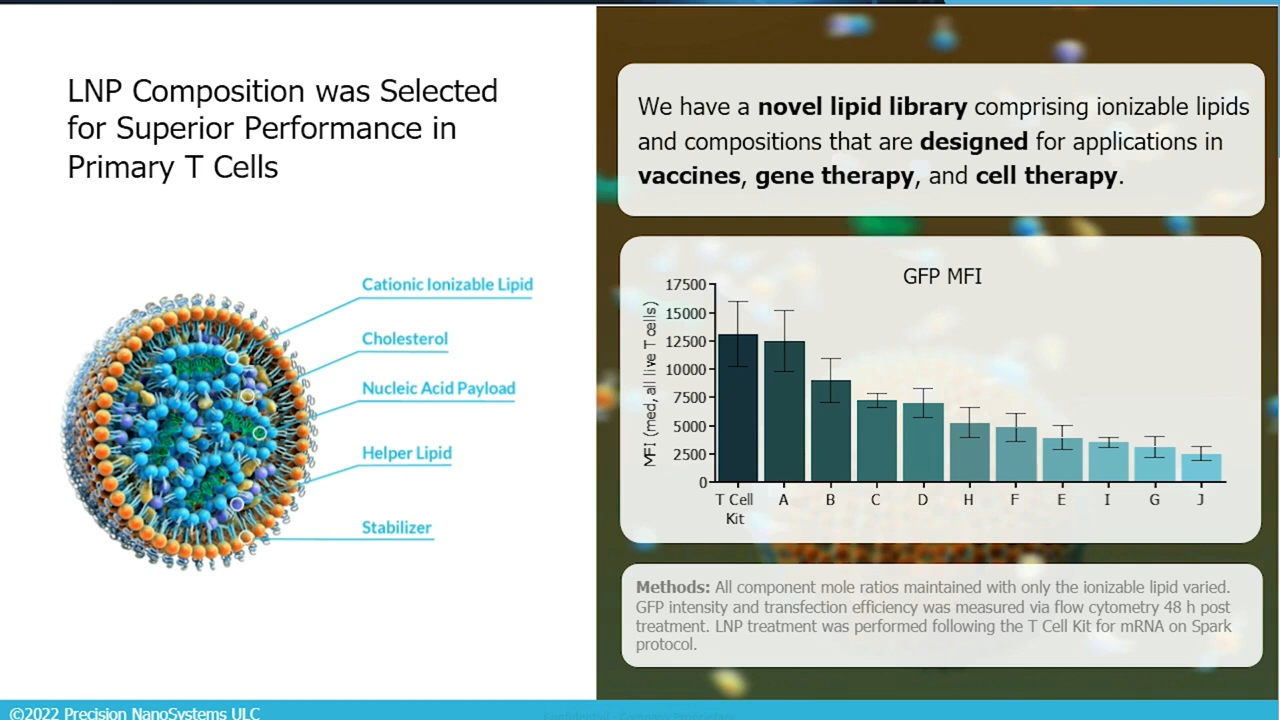 LNP Composition was Selected
for Superior Performance in
Primary T Cells
Cationic Ionizable Lipid
Cholesterol
Nucleic Acid Payload
Helper Lipid
Stabilizer
We have a novel lipid library comprising ionizable lipids
and compositions that are designed for applications in
vaccines, gene therapy, and cell therapy.
GFP MFI
MFI (med, all live T cells)
17500
15000
12500
10000
7500
5000
2500
0
T Cell
Kit
A
B
C
D
H
F
E
I
G
J
Methods: All component mole ratios maintained with only the ionizable lipid varied.
GFP intensity and transfection efficiency was measured via flow cytometry 48 h post
treatment. LNP treatment was performed following the T Cell Kit for mRNA on Spark
protocol.
©2022 Precision NanoSystems ULC